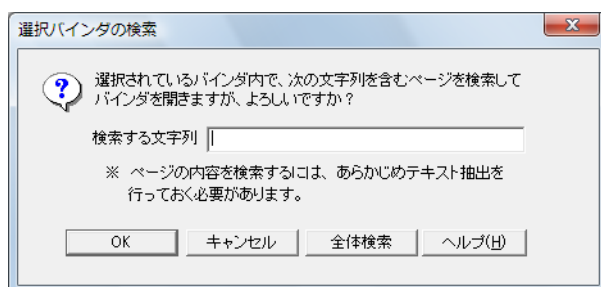 選択バインダの検索
選択されているバインダ内で、次の文字列を含むページを検索して
バインダを開きますが、よろしいですか？
検索する文字列
※ ページの内容を検索するには、あらかじめテキスト抽出を
行っておく必要があります。
OK キャンセル 全体検索 ヘルプ(H)